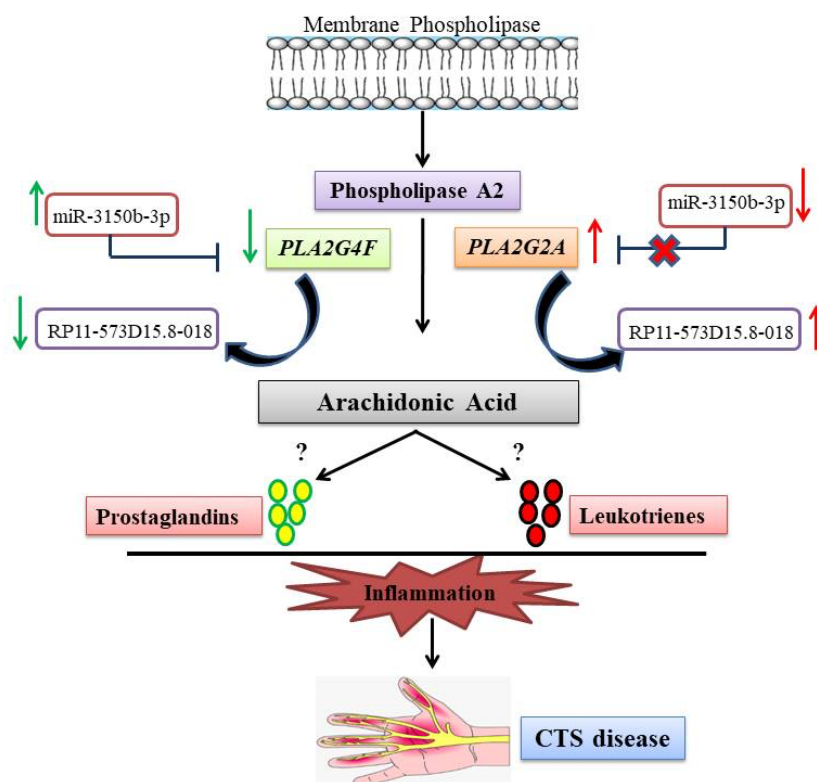 Membrane Phospholipase
Phospholipase A2
miR-3150b-3p
miR-3150b-3p
PLA2G4F
PLA2G2A
RP11-573D15.8-018
RP11-573D15.8-018
Arachidonic Acid
?
?
Prostaglandins
Leukotrienes
Inflammation
CTS disease